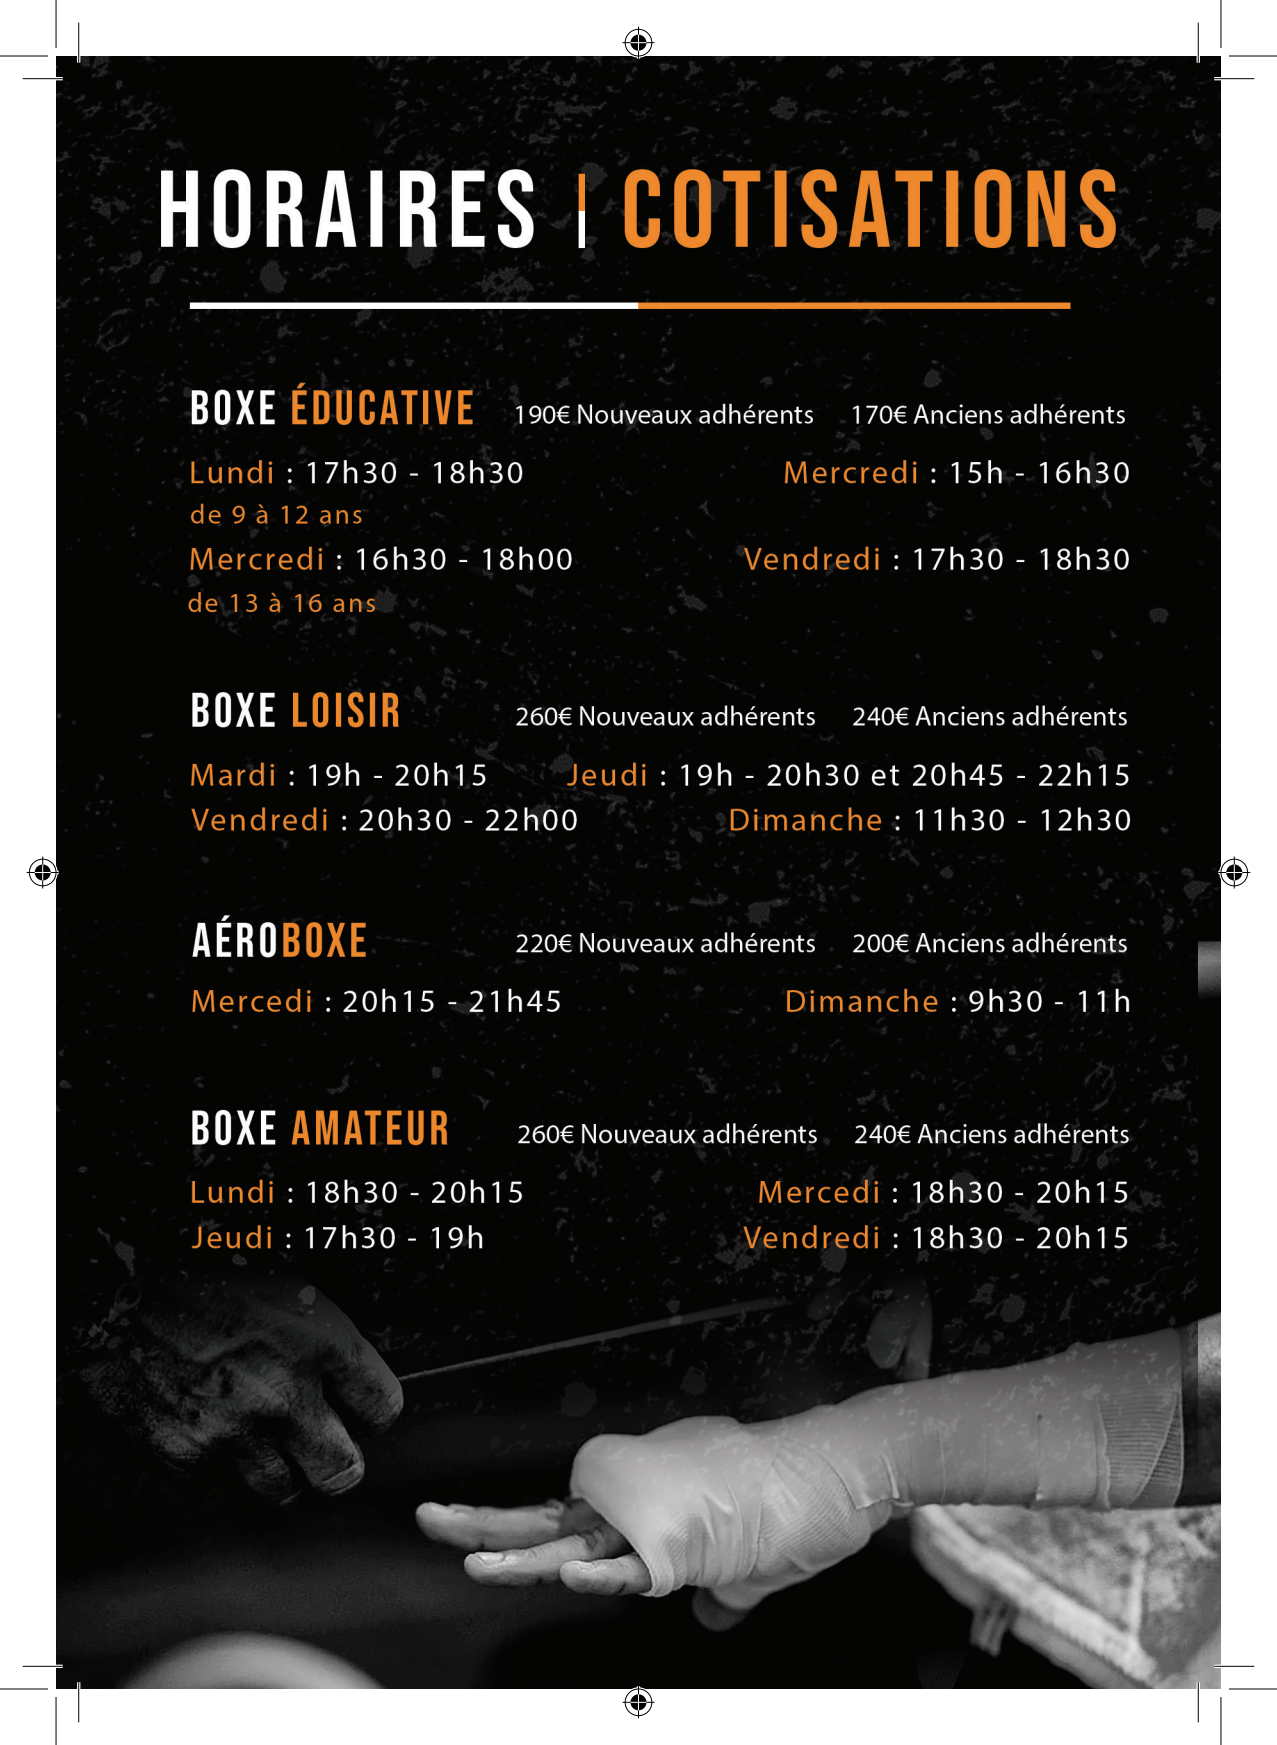 HORAIRES | COTISATIONS
BOXE ÉDUCATIVE 190€ Nouveaux adhérents 170€ Anciens adhérents
Lundi : 17h30 - 18h30 Mercredi : 15h - 16h30
de 9 à 12 ans
Mercredi : 16h30 - 18h00 Vendredi : 17h30 - 18h30
de 13 à 16 ans
BOXE LOISIR 260€ Nouveaux adhérents 240€ Anciens adhérents
Mardi : 19h - 20h15 Jeudi : 19h - 20h30 et 20h45 - 22h15
Vendredi : 20h30 - 22h00 Dimanche : 11h30 - 12h30
AÉROBOXE 220€ Nouveaux adhérents 200€ Anciens adhérents
Mercedi : 20h15 - 21h45 Dimanche : 9h30 - 11h
BOXE AMATEUR 260€ Nouveaux adhérents 240€ Anciens adhérents
Lundi : 18h30 - 20h15 Mercedi : 18h30 - 20h15
Jeudi : 17h30 - 19h Vendredi : 18h30 - 20h15